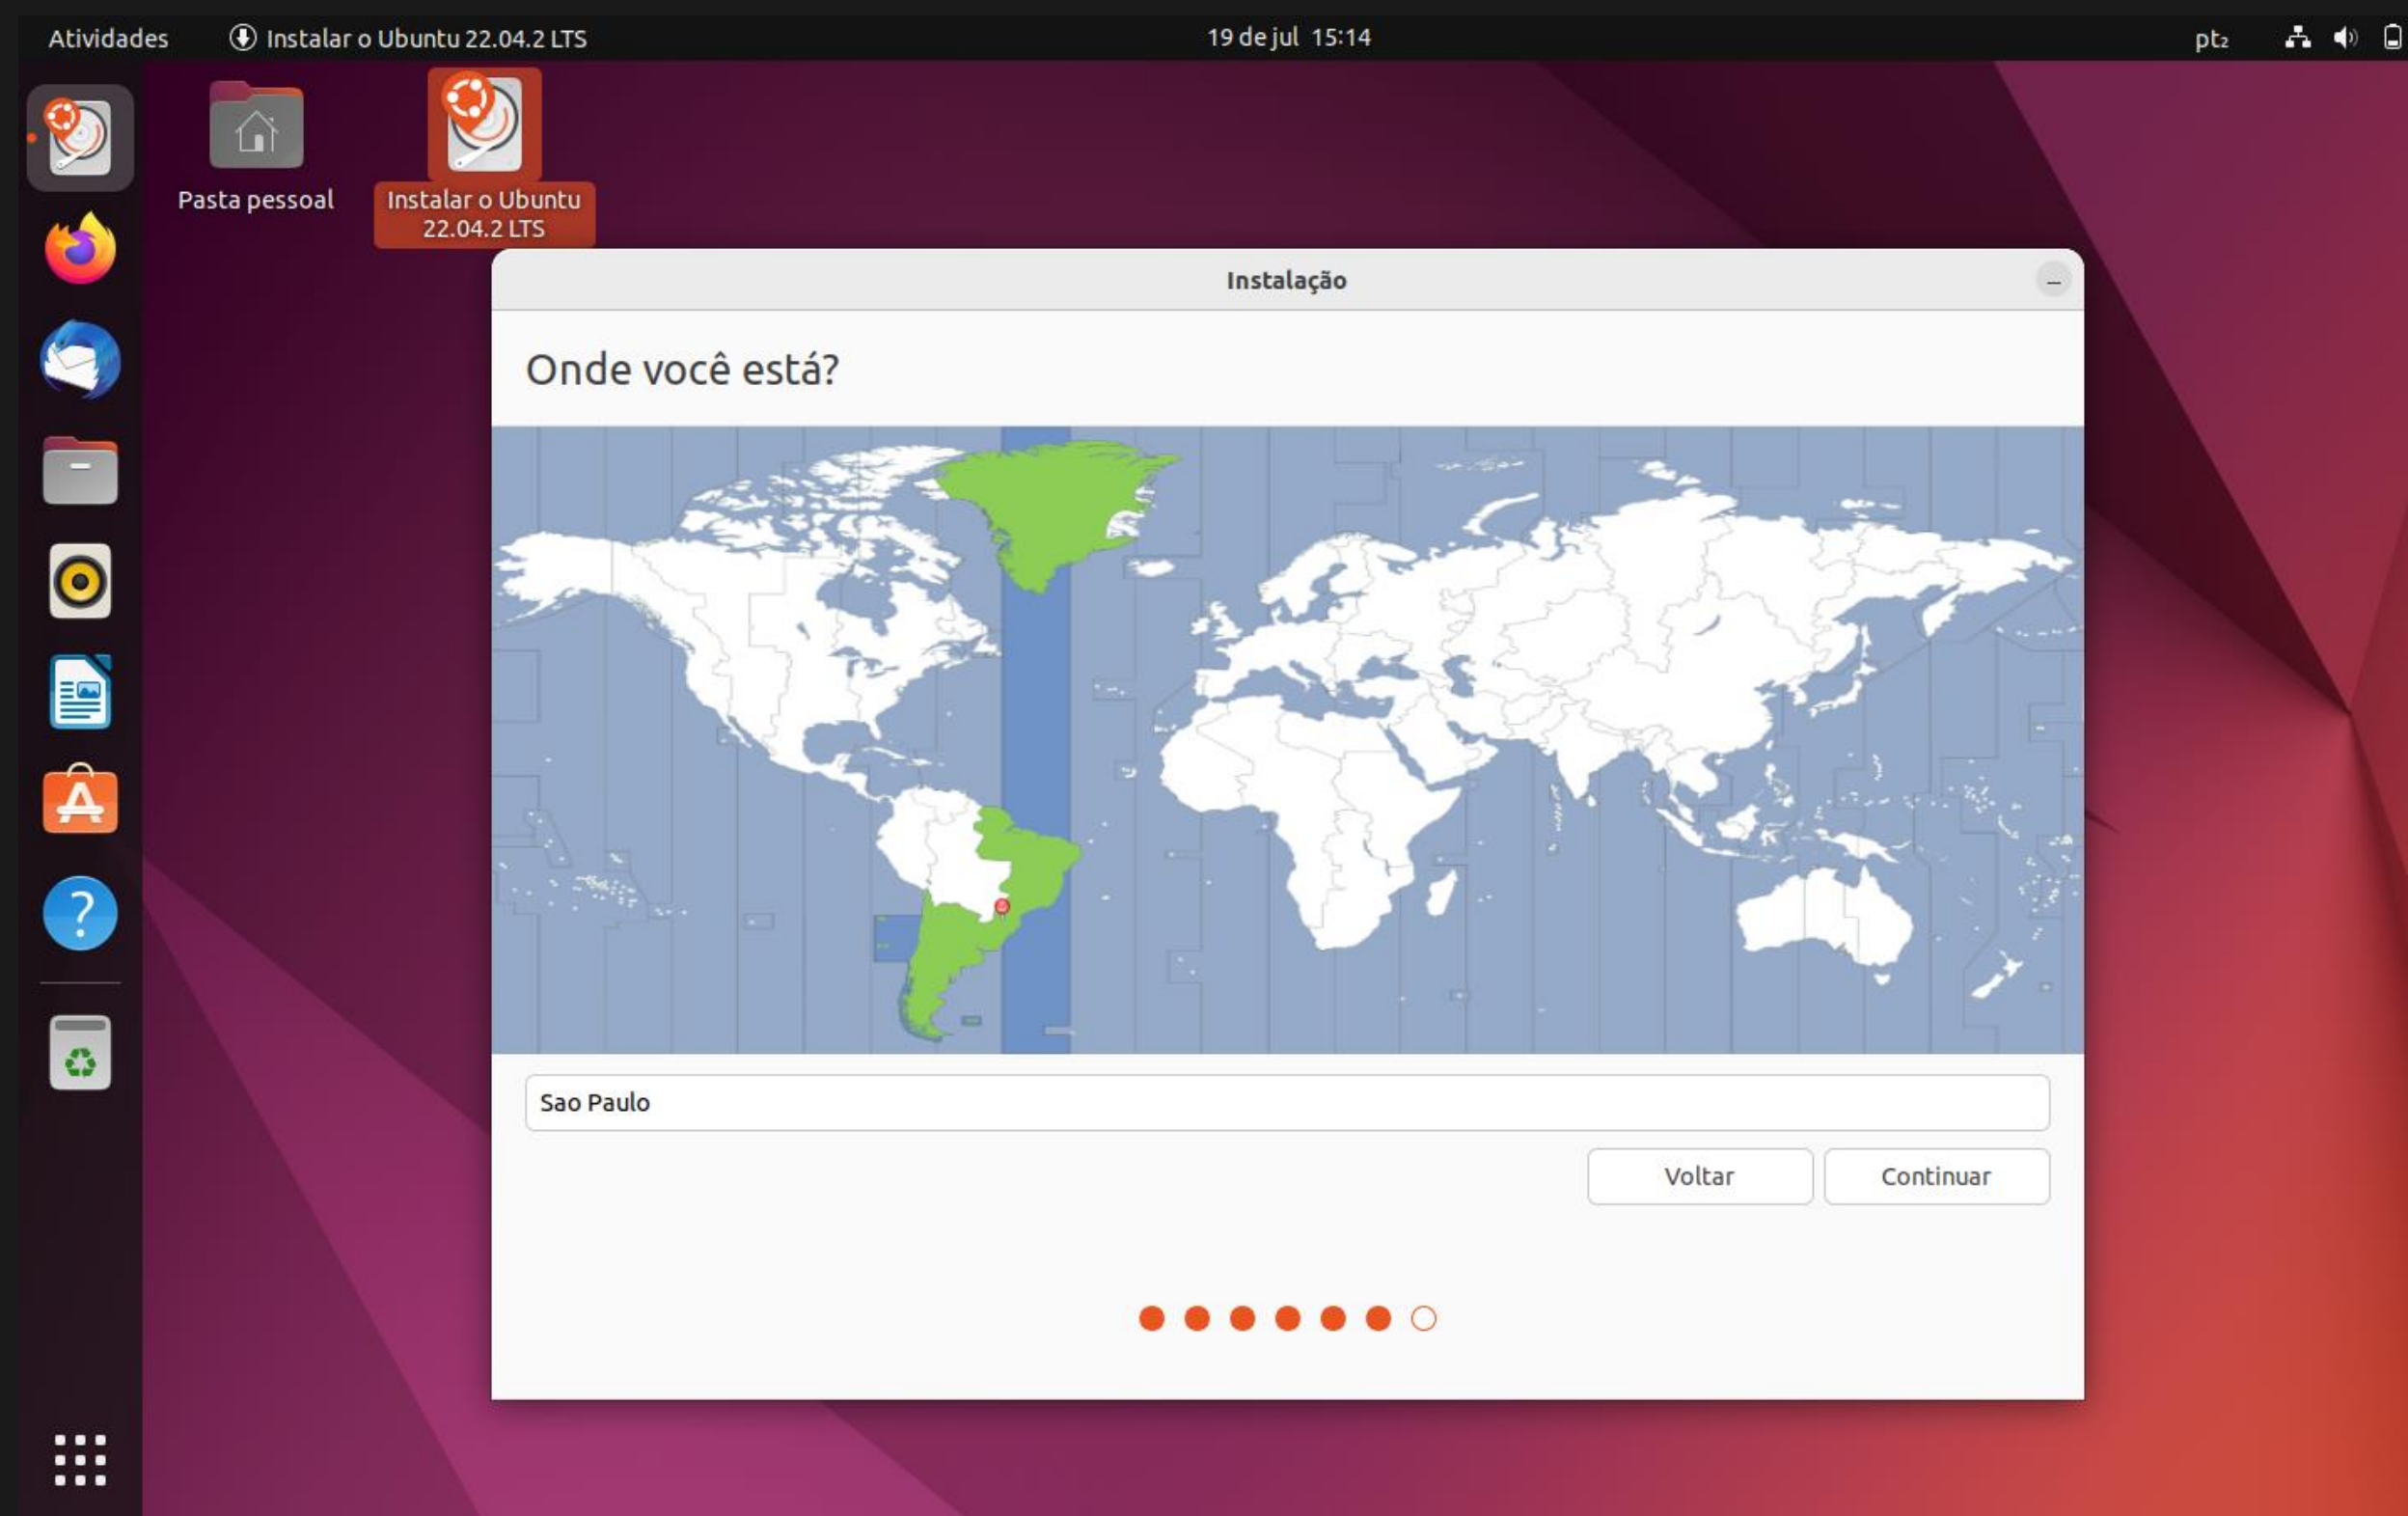 Atividades
Instalar o Ubuntu 22.04.2 LTS
19 de jul 15:14
pt₂
Pasta pessoal
Instalar o Ubuntu
22.04.2 LTS
Instalação
Onde você está?
Sao Paulo
Voltar
Continuar